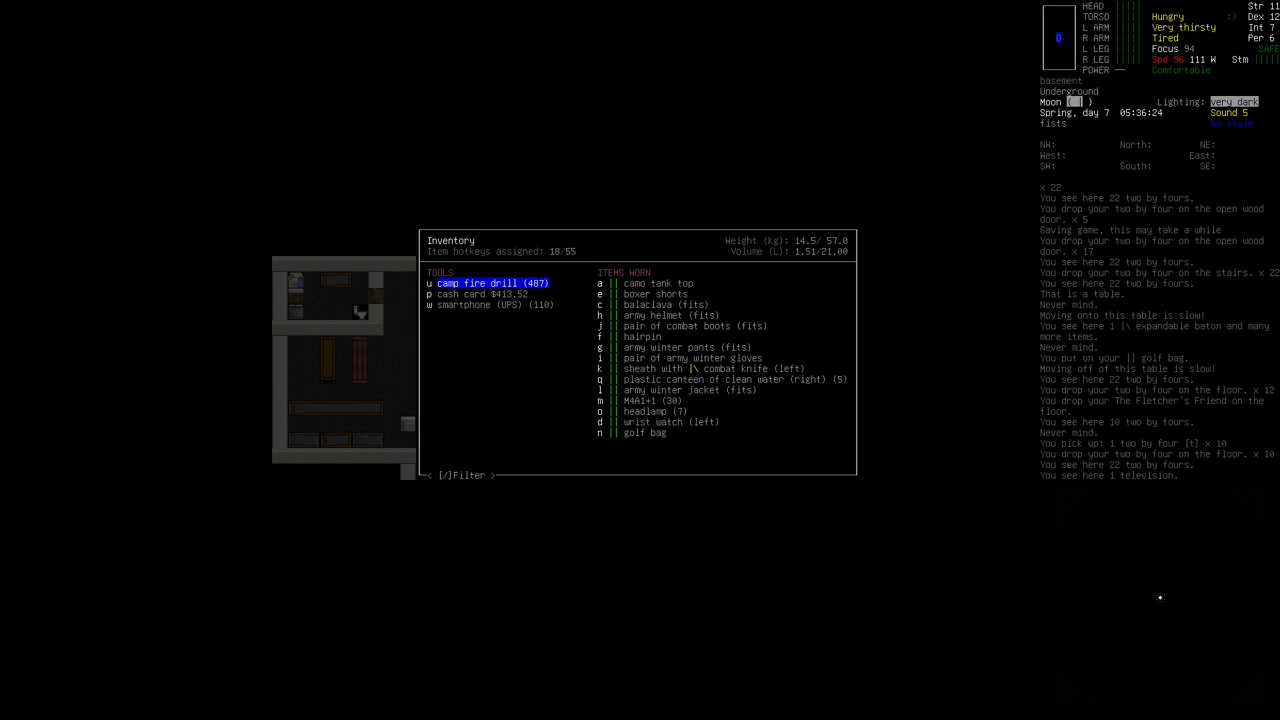 HEAD ||||| Str 11
TORSO ||||| Hungry :) Dex 12
L ARM ||||| Very thirsty Int 7
R ARM ||||| Tired Per 6
L LEG ||||| Focus 94 SAFE
R LEG ||||| Spd 96 111 W Stm |||||
POWER -- Comfortable
basement
Underground
Moon ( | ) Lighting: very dark
Spring, day 7 05:36:24 Sound 5
fists No style
NW: North: NE:
West: East:
SW: South: SE:
x 22
You see here 22 two by fours.
You drop your two by four on the open wood
door. x 5
Saving game, this may take a while
You drop your two by four on the open wood
door. x 17
You see here 22 two by fours.
You drop your two by four on the stairs. x 22
You see here 22 two by fours.
That is a table.
Never mind.
Moving onto this table is slow!
You see here 1 |\ expandable baton and many
more items.
Never mind.
You put on your || golf bag.
Moving off of this table is slow!
You see here 22 two by fours.
You drop your two by four on the floor. x 12
You drop your The Fletcher's Friend on the
floor.
You see here 10 two by fours.
Never mind.
You pick up: 1 two by four [t] x 10
You drop your two by four on the floor. x 10
You see here 22 two by fours.
You see here 1 television.
Inventory Weight (kg): 14.5/ 57.0
Item hotkeys assigned: 18/55 Volume (L): 1.51/21.00
TOOLS
u camp fire drill (487)
p cash card $413.52
w smartphone (UPS) (110)
ITEMS WORN
a || camo tank top
e || boxer shorts
c || balaclava (fits)
h || army helmet (fits)
j || pair of combat boots (fits)
f || hairpin
g || army winter pants (fits)
i || pair of army winter gloves
k || sheath with |\ combat knife (left)
q || plastic canteen of clean water (right) (5)
l || army winter jacket (fits)
m || M4A1+1 (30)
o || headlamp (7)
d || wrist watch (left)
n || golf bag
< [/]Filter >